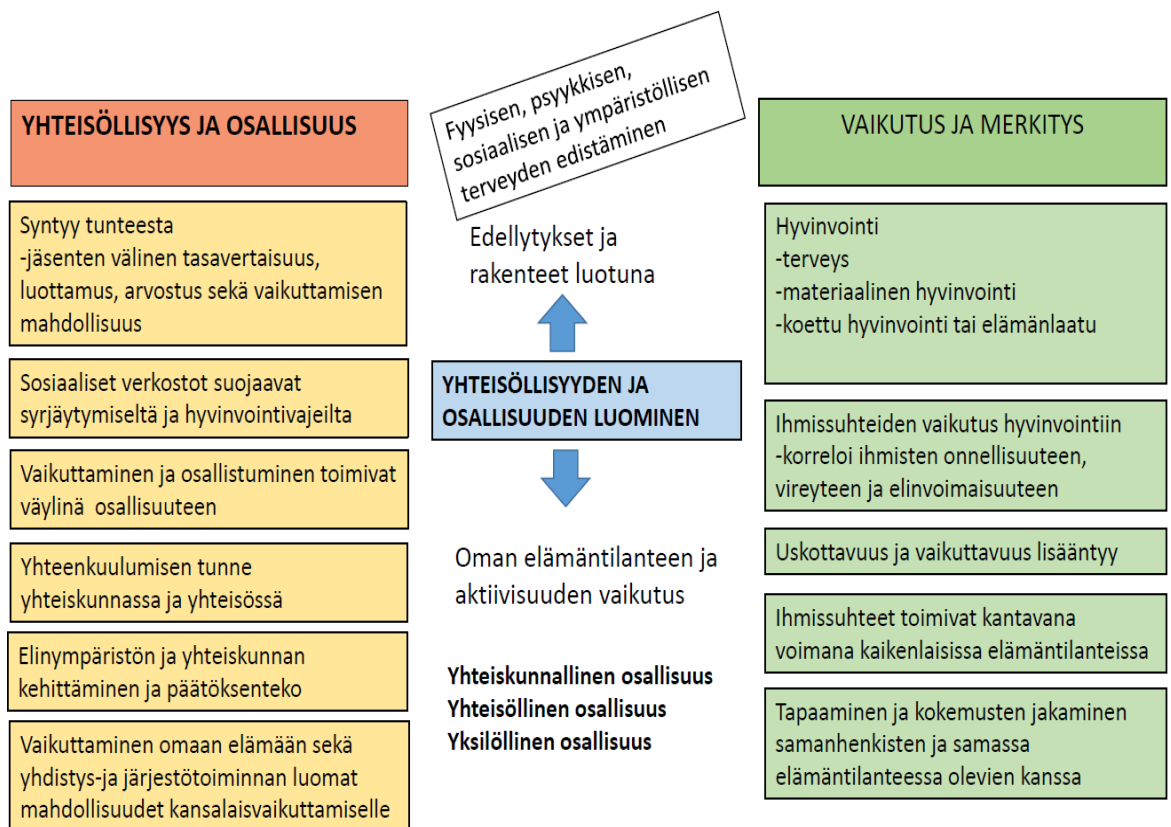 YHTEISÖLLISYYS JA OSALLISUUS
Syntyy tunteesta
-jäsenten välinen tasavertaisuus,
luottamus, arvostus sekä vaikuttamisen
mahdollisuus
Sosiaaliset verkostot suojaavat
syrjäytymiseltä ja hyvinvointivajeilta
Vaikuttaminen ja osallistuminen toimivat
väylinä osallisuuteen
Yhteenkuulumisen tunne
yhteiskunnassa ja yhteisössä
Elinympäristön ja yhteiskunnan
kehittäminen ja päätöksenteko
Vaikuttaminen omaan elämään sekä
yhdistys-ja järjestötoiminnan luomat
mahdollisuudet kansalaisvaikuttamiselle
Fyysisen, psyykkisen,
sosiaalisen ja ympäristöllisen
terveyden edistäminen
Edellytykset ja
rakenteet luotuna
YHTEISÖLLISYYDEN JA
OSALLISUUDEN LUOMINEN
Oman elämäntilanteen ja
aktiivisuuden vaikutus
Yhteiskunnallinen osallisuus
Yhteisöllinen osallisuus
Yksilöllinen osallisuus
VAIKUTUS JA MERKITYS
Hyvinvointi
-terveys
-materiaalinen hyvinvointi
-koettu hyvinvointi tai elämänlaatu
Ihmissuhteiden vaikutus hyvinvointiin
-korreloi ihmisten onnellisuuteen,
vireyteen ja elinvoimaisuuteen
Uskottavuus ja vaikuttavuus lisääntyy
Ihmissuhteet toimivat kantavana
voimana kaikenlaisissa elämäntilanteissa
Tapaaminen ja kokemusten jakaminen
samanhenkisten ja samassa
elämäntilanteessa olevien kanssa